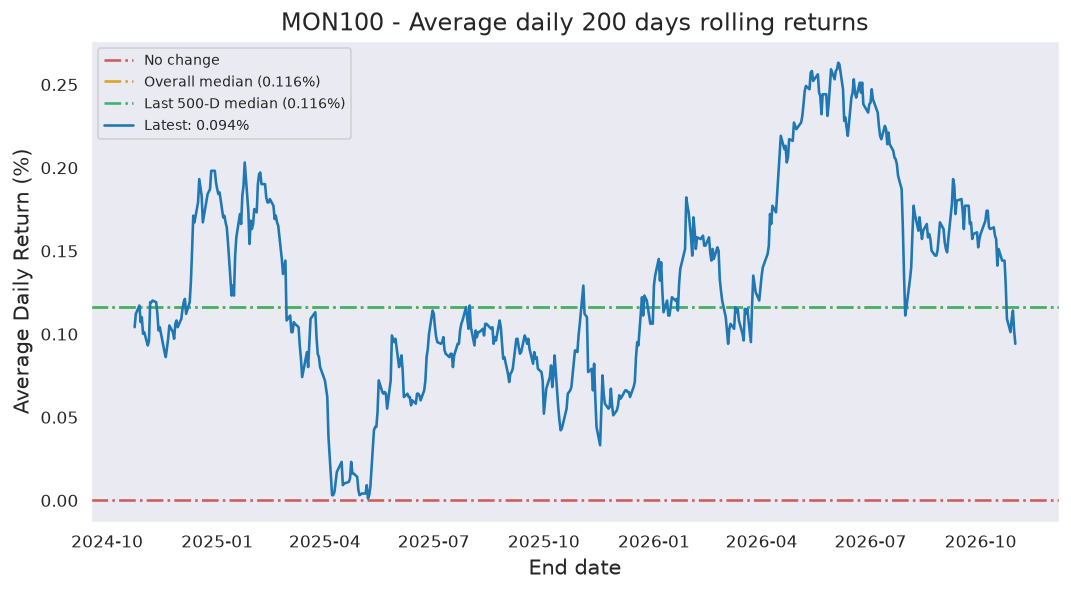 MON100 - Average daily 200 days rolling returns
No change
Overall median (0.116%)
Last 500-D median (0.116%)
Latest: 0.094%
Average Daily Return (%)
0.25
0.20
0.15
0.10
0.05
0.00
2024-10 2025-01 2025-04 2025-07 2025-10 2026-01 2026-04 2026-07 2026-10
End date